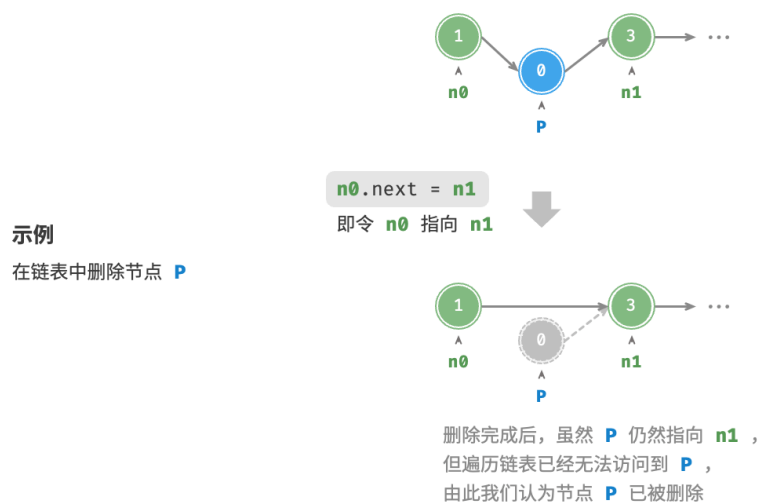 1
3
...
0
n0
n1
P
n0.next = n1
即令 n0 指向 n1
示例
在链表中删除节点 P
1
3
...
0
n0
n1
P
删除完成后，虽然 P 仍然指向 n1，
但遍历链表已经无法访问到 P，
由此我们认为节点 P 已被删除